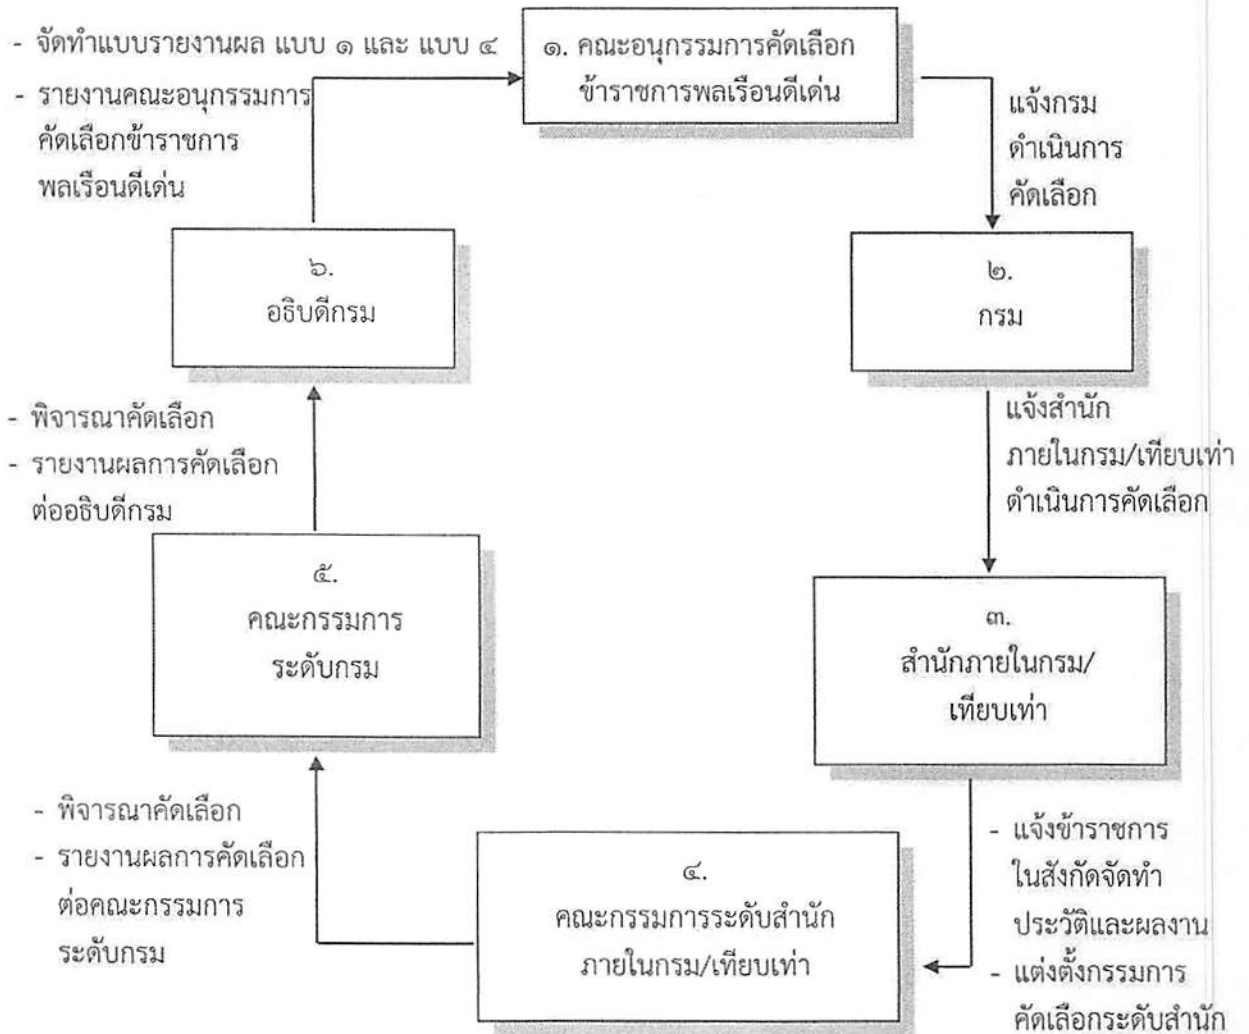 - จัดทำแบบรายงานผล แบบ ๑ และ แบบ ๔
- รายงานคณะอนุกรรมการ
คัดเลือกข้าราชการ
พลเรือนดีเด่น
๑. คณะอนุกรรมการคัดเลือก
ข้าราชการพลเรือนดีเด่น
แจ้งกรม
ดำเนินการ
คัดเลือก
๒.
กรม
แจ้งสำนัก
ภายในกรม/เทียบเท่า
ดำเนินการคัดเลือก
๓.
สำนักภายในกรม/
เทียบเท่า
- แจ้งข้าราชการ
ในสังกัดจัดทำ
ประวัติและผลงาน
- แต่งตั้งกรรมการ
คัดเลือกระดับสำนัก
๔.
คณะกรรมการระดับสำนัก
ภายในกรม/เทียบเท่า
- พิจารณาคัดเลือก
- รายงานผลการคัดเลือก
ต่อคณะกรรมการ
ระดับกรม
๕.
คณะกรรมการ
ระดับกรม
- พิจารณาคัดเลือก
- รายงานผลการคัดเลือก
ต่ออธิบดีกรม
๖.
อธิบดีกรม